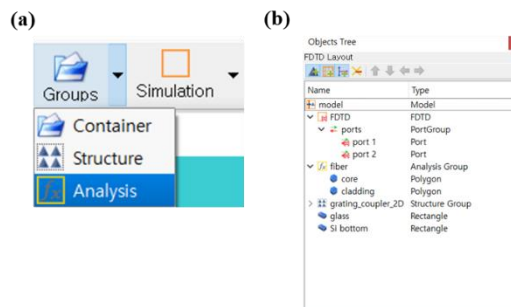 (a)
Groups
Simulation
Container
Structure
Analysis
(b)
Objects Tree
FDTD Layout
Name Type
model Model
FDTD FDTD
ports PortGroup
port 1 Port
port 2 Port
fiber Analysis Group
core Polygon
cladding Polygon
grating_coupler_2D Structure Group
glass Rectangle
Si bottom Rectangle